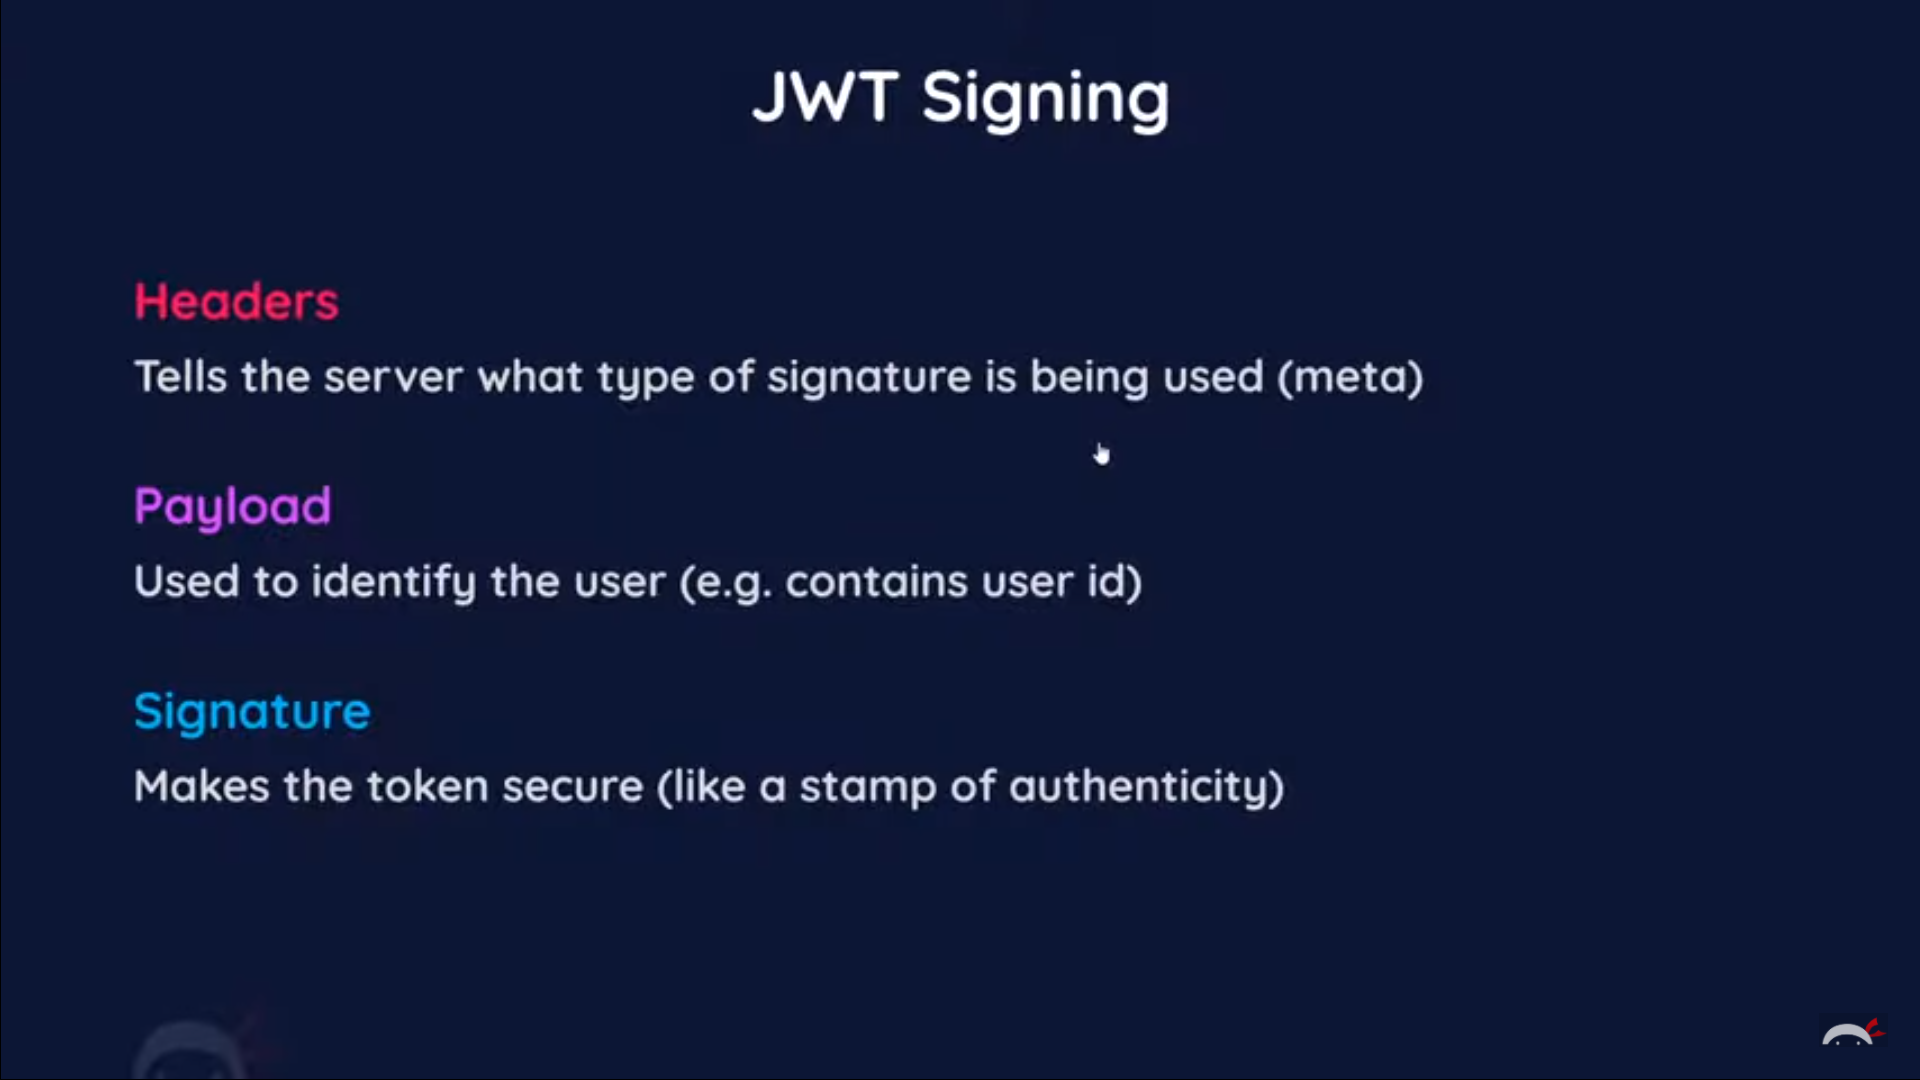 JWT Signing
Headers
Tells the server what type of signature is being used (meta)
Payload
Used to identify the user (e.g. contains user id)
Signature
Makes the token secure (like a stamp of authenticity)